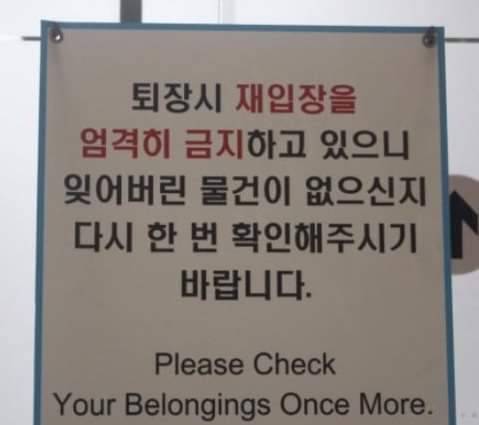 퇴장시 재입장을
엄격히 금지하고 있으니
잊어버린 물건이 없으신지
다시 한 번 확인해주시기
바랍니다.
Please Check
Your Belongings Once More.